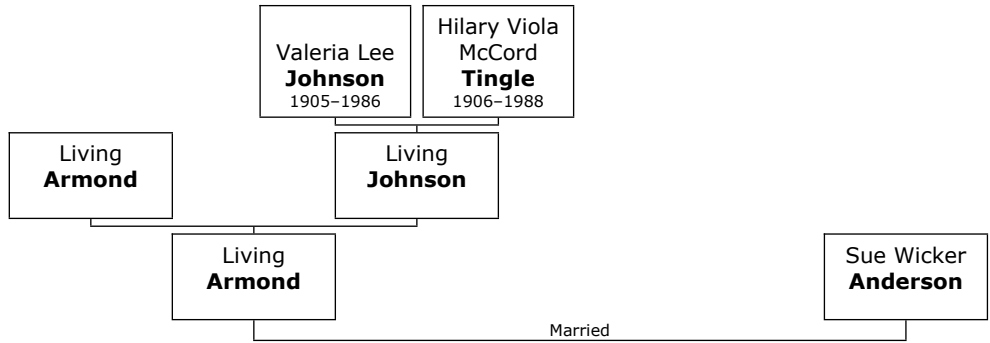 Valeria Lee
Johnson
1905–1986
Hilary Viola
McCord
Tingle
1906–1988
Living
Armond
Living
Johnson
Living
Armond
Sue Wicker
Anderson
Married